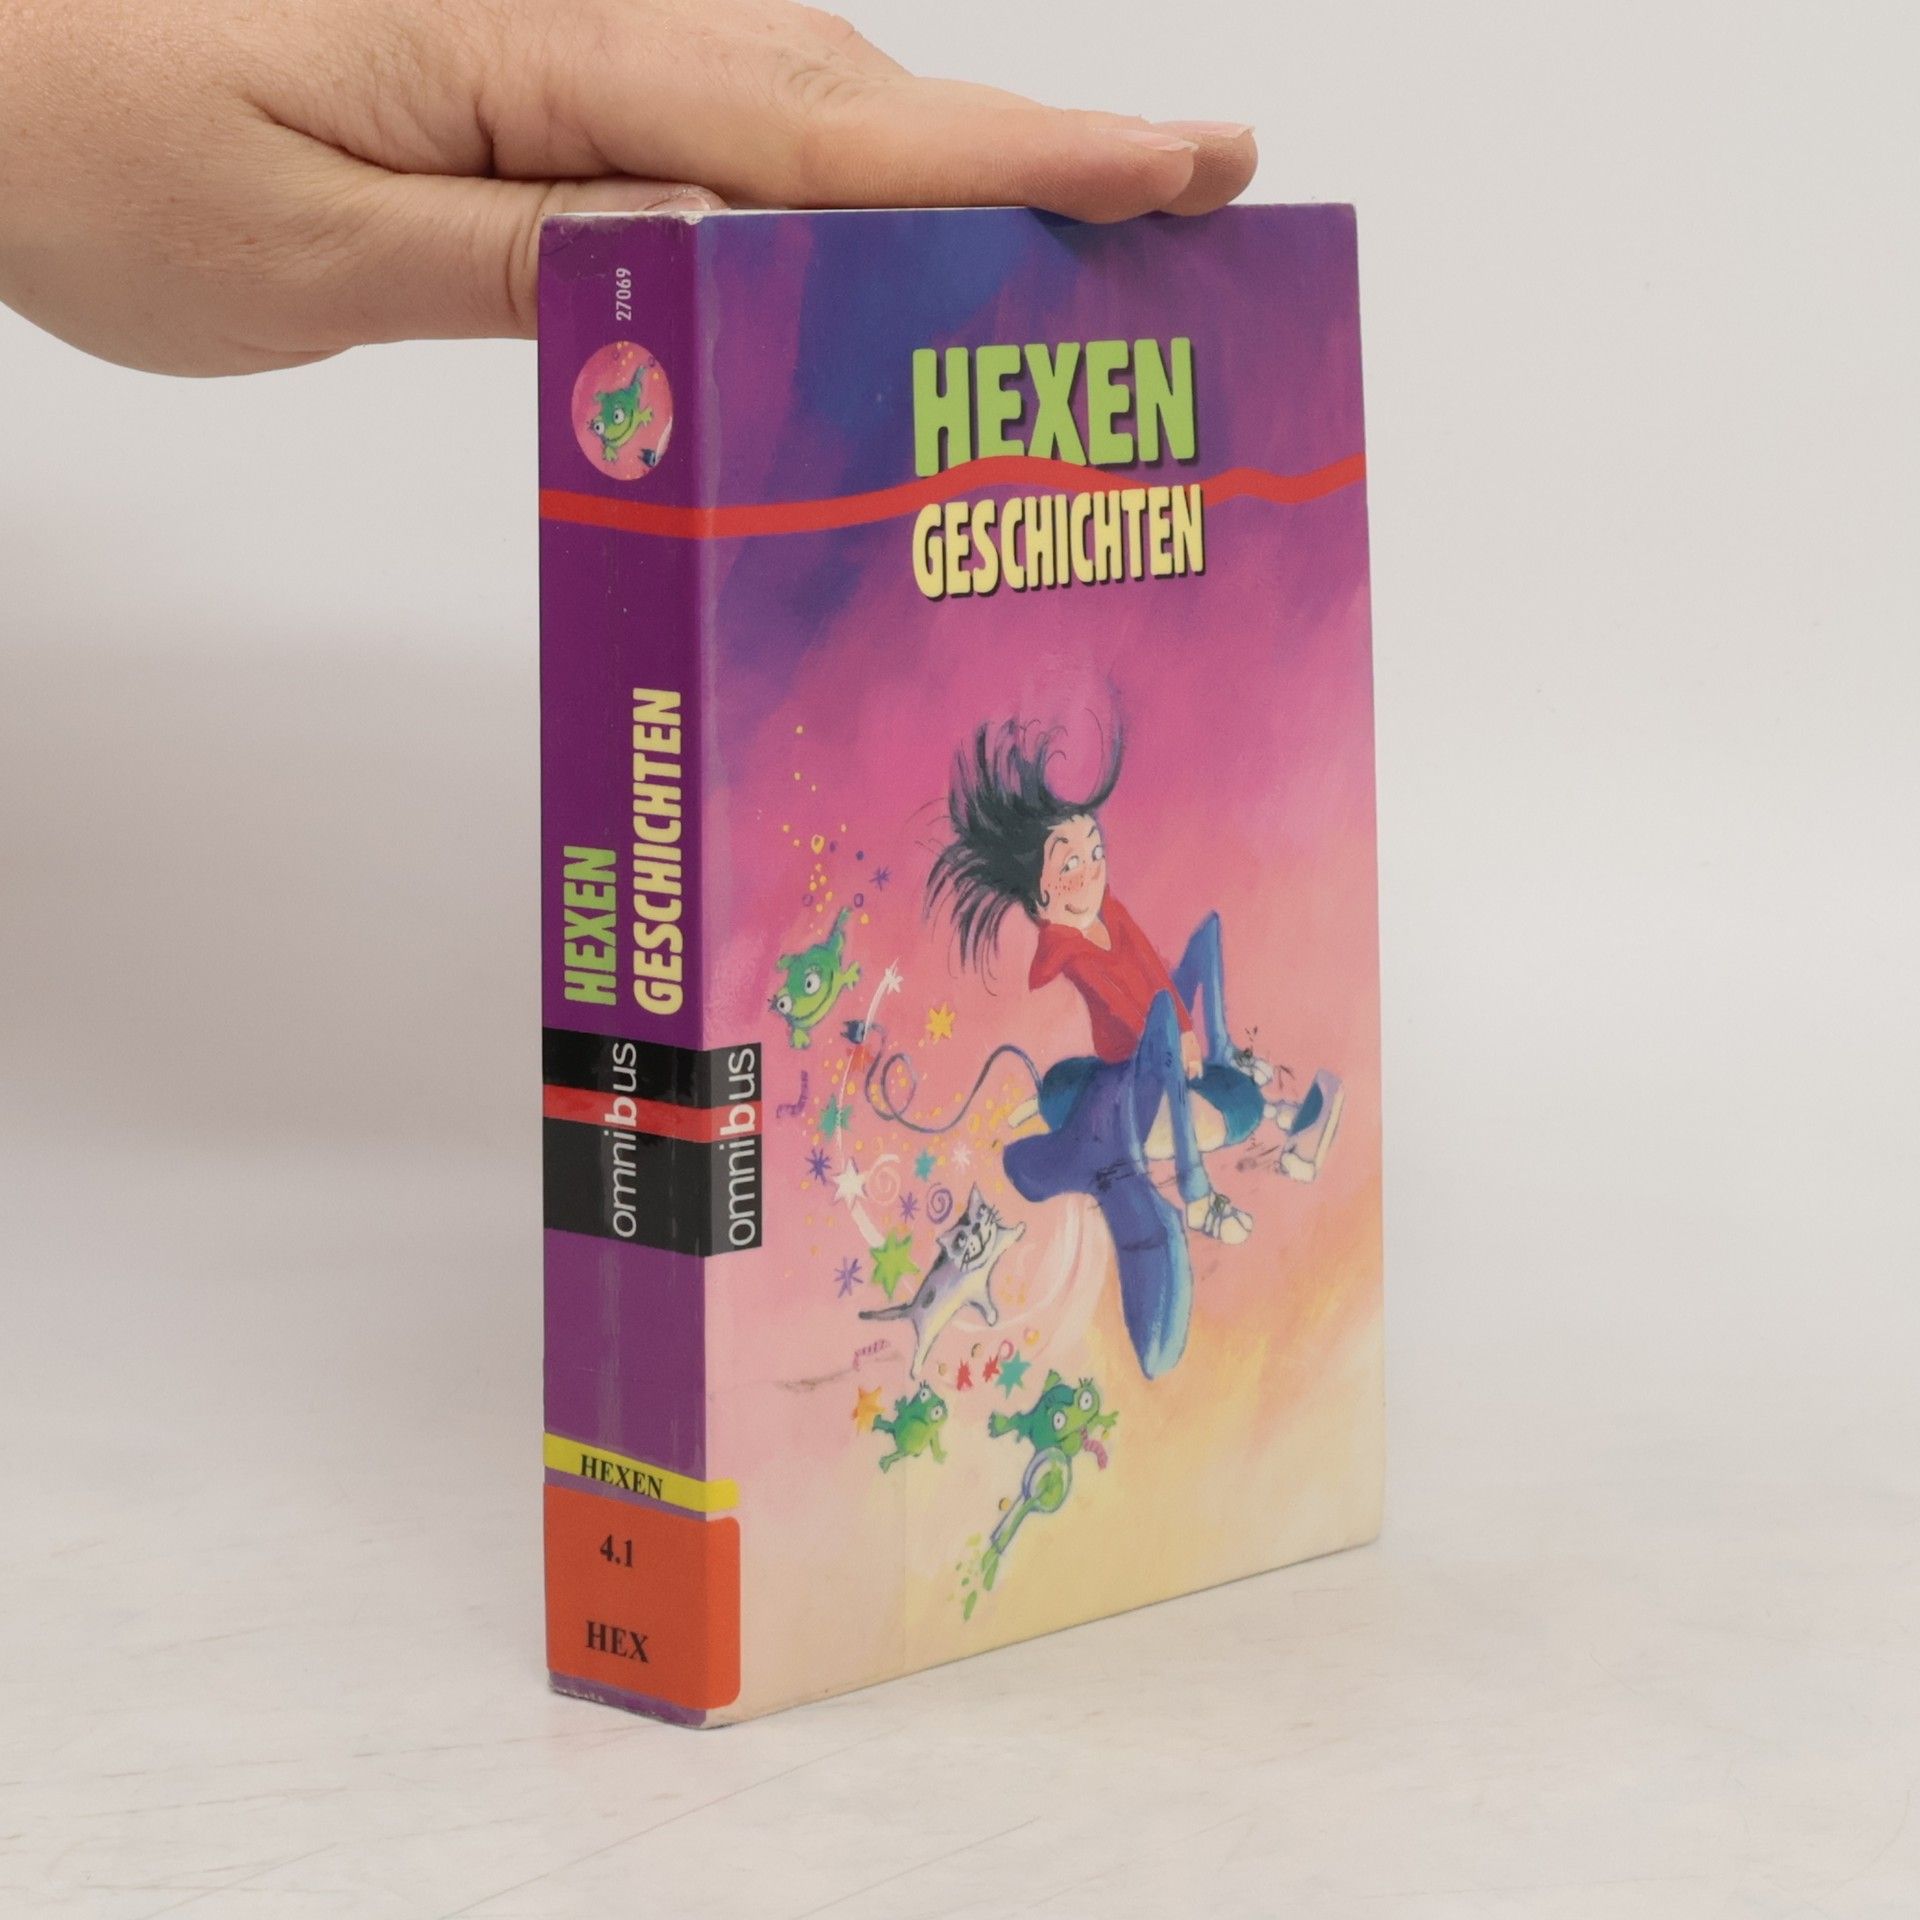 27069
HEXEN
GESCHICHTEN
omnibus
HEXEN
4.1
HEX
HEXEN
GESCHICHTEN
omnibus